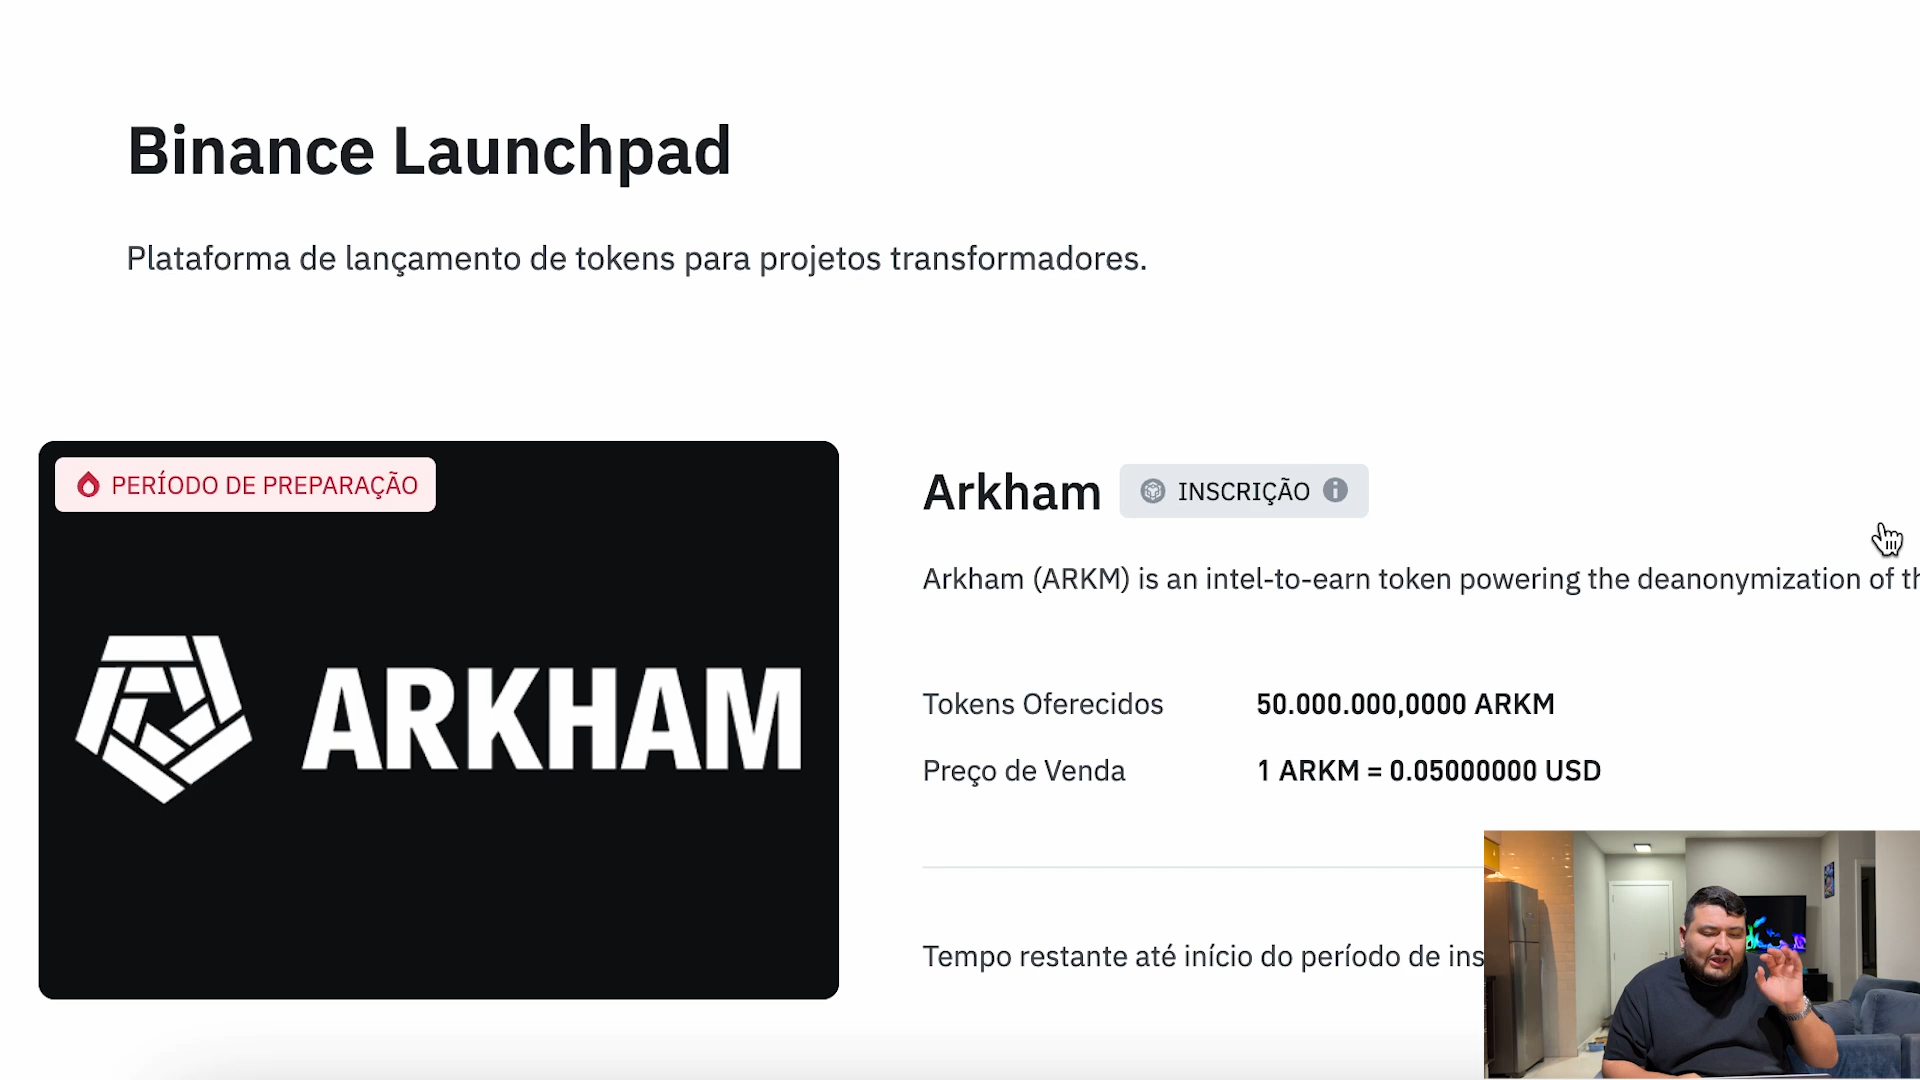 Binance Launchpad
Plataforma de lançamento de tokens para projetos transformadores.
PERÍODO DE PREPARAÇÃO
ARKHAM
Arkham INSCRIÇÃO
Arkham (ARKM) is an intel-to-earn token powering the deanonymization of
Tokens Oferecidos 50.000.000,0000 ARKM
Preço de Venda 1 ARKM = 0.05000000 USD
Tempo restante até início do período de